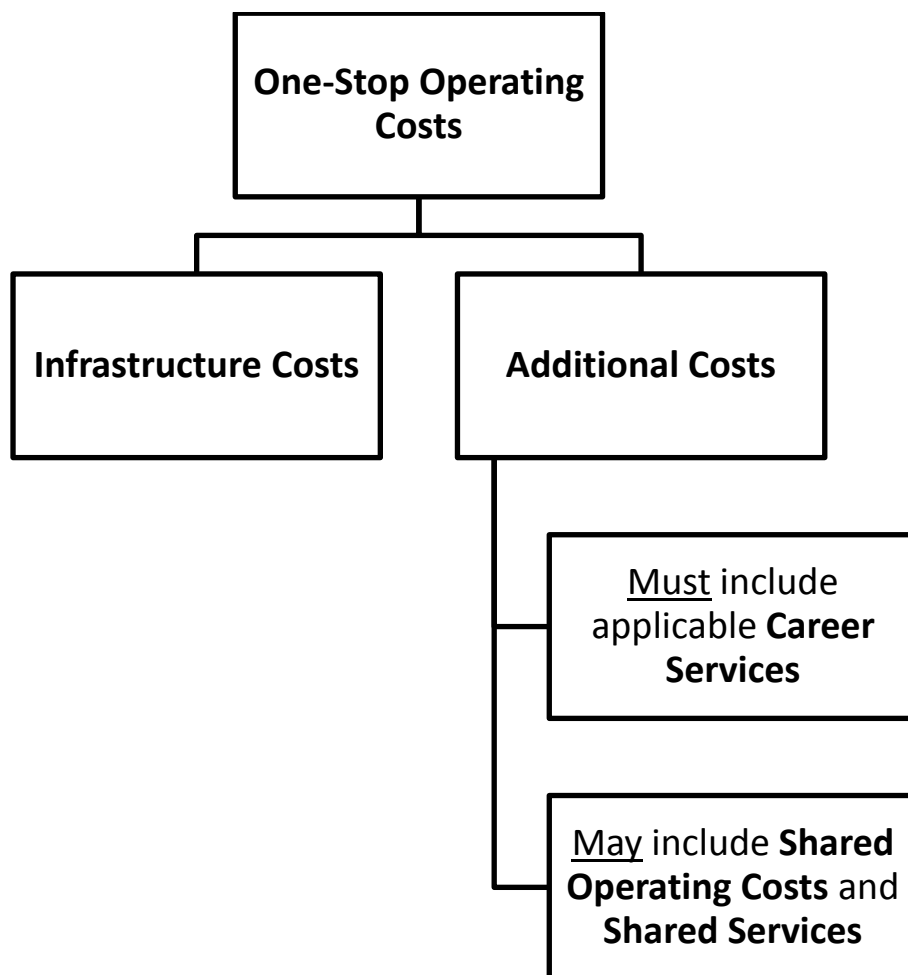 One-Stop Operating
Costs
Infrastructure Costs
Additional Costs
Must include
applicable Career
Services
May include Shared
Operating Costs and
Shared Services